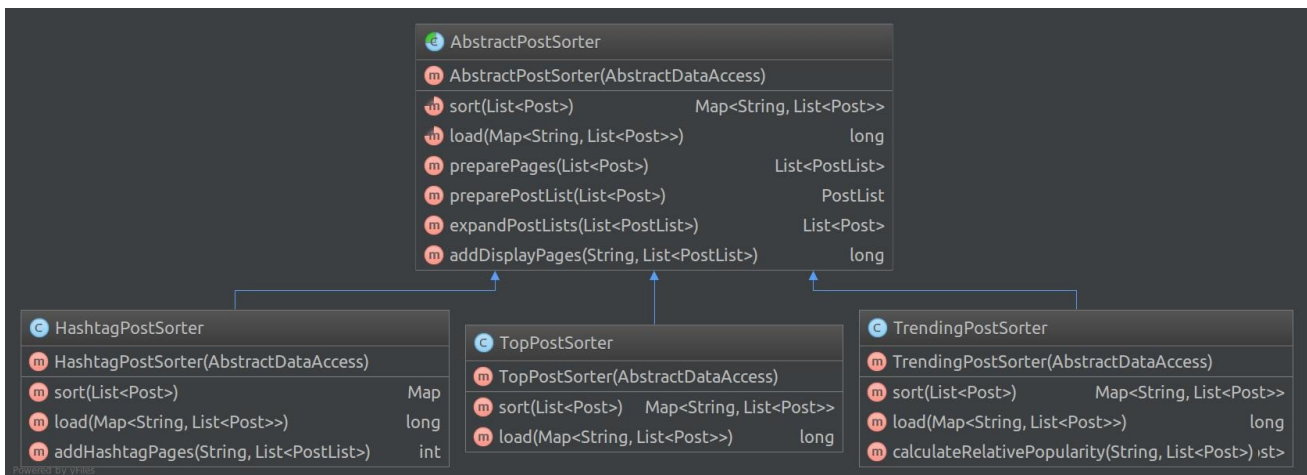 AbstractPostSorter
AbstractPostSorter(AbstractDataAccess)
sort(List<Post>) Map<String, List<Post>>
load(Map<String, List<Post>>) long
preparePages(List<Post>) List<PostList>
preparePostList(List<Post>) PostList
expandPostLists(List<PostList>) List<Post>
addDisplayPages(String, List<PostList>) long
HashtagPostSorter
HashtagPostSorter(AbstractDataAccess)
sort(List<Post>) Map
load(Map<String, List<Post>>) long
addHashtagPages(String, List<PostList>) int
TopPostSorter
TopPostSorter(AbstractDataAccess)
sort(List<Post>) Map<String, List<Post>>
load(Map<String, List<Post>>) long
TrendingPostSorter
TrendingPostSorter(AbstractDataAccess)
sort(List<Post>) Map<String, List<Post>>
load(Map<String, List<Post>>) long
calculateRelativePopularity(String, List<Post>) ost>
Powered by yFiles